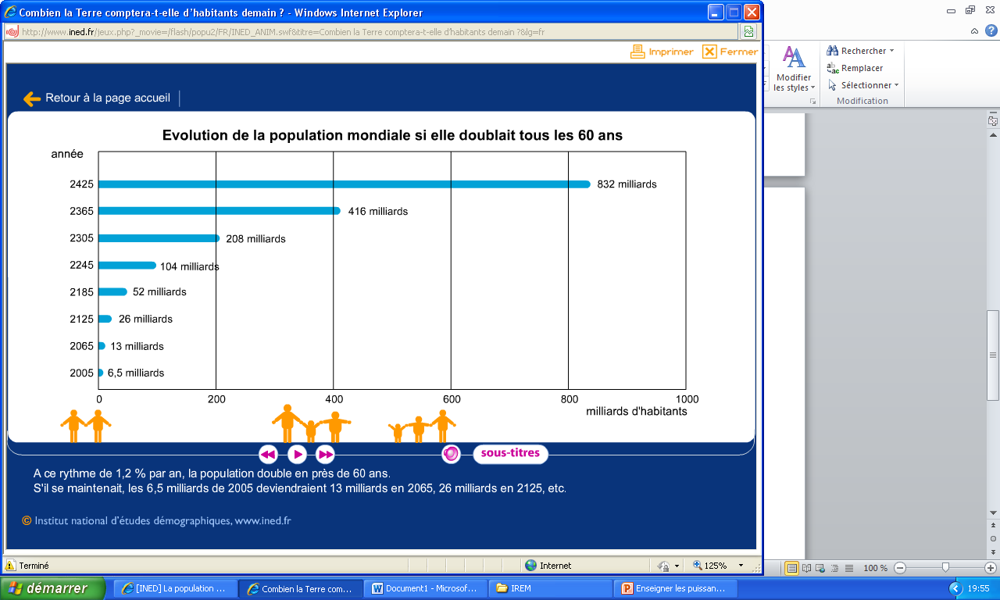 Combien la Terre comptera-t-elle d'habitants demain ? - Windows Internet Explorer
http://www.ined.fr/jeux.php?_movie=/flash/popu2/FR/INED_ANIM.swf&titre=Combien la Terre comptera-t-elle d'habitants demain ?&lg=fr
Imprimer Fermer
Rechercher
Remplacer
Sélectionner
Modifier
les styles
Modification
Retour à la page accueil
Evolution de la population mondiale si elle doublait tous les 60 ans
année
2425 832 milliards
2365 416 milliards
2305 208 milliards
2245 104 milliards
2185 52 milliards
2125 26 milliards
2065 13 milliards
2005 6,5 milliards
0 200 400 600 800 1000
milliards d'habitants
sous-titres
A ce rythme de 1,2 % par an, la population double en près de 60 ans.
S'il se maintenait, les 6,5 milliards de 2005 deviendraient 13 milliards en 2065, 26 milliards en 2125, etc.
© Institut national d'études démographiques, www.ined.fr
Terminé Internet 125% 100 %
démarrer [INED] La population ... Combien la Terre com... Document1 - Microsof... IREM Enseigner les puissan... 19:55